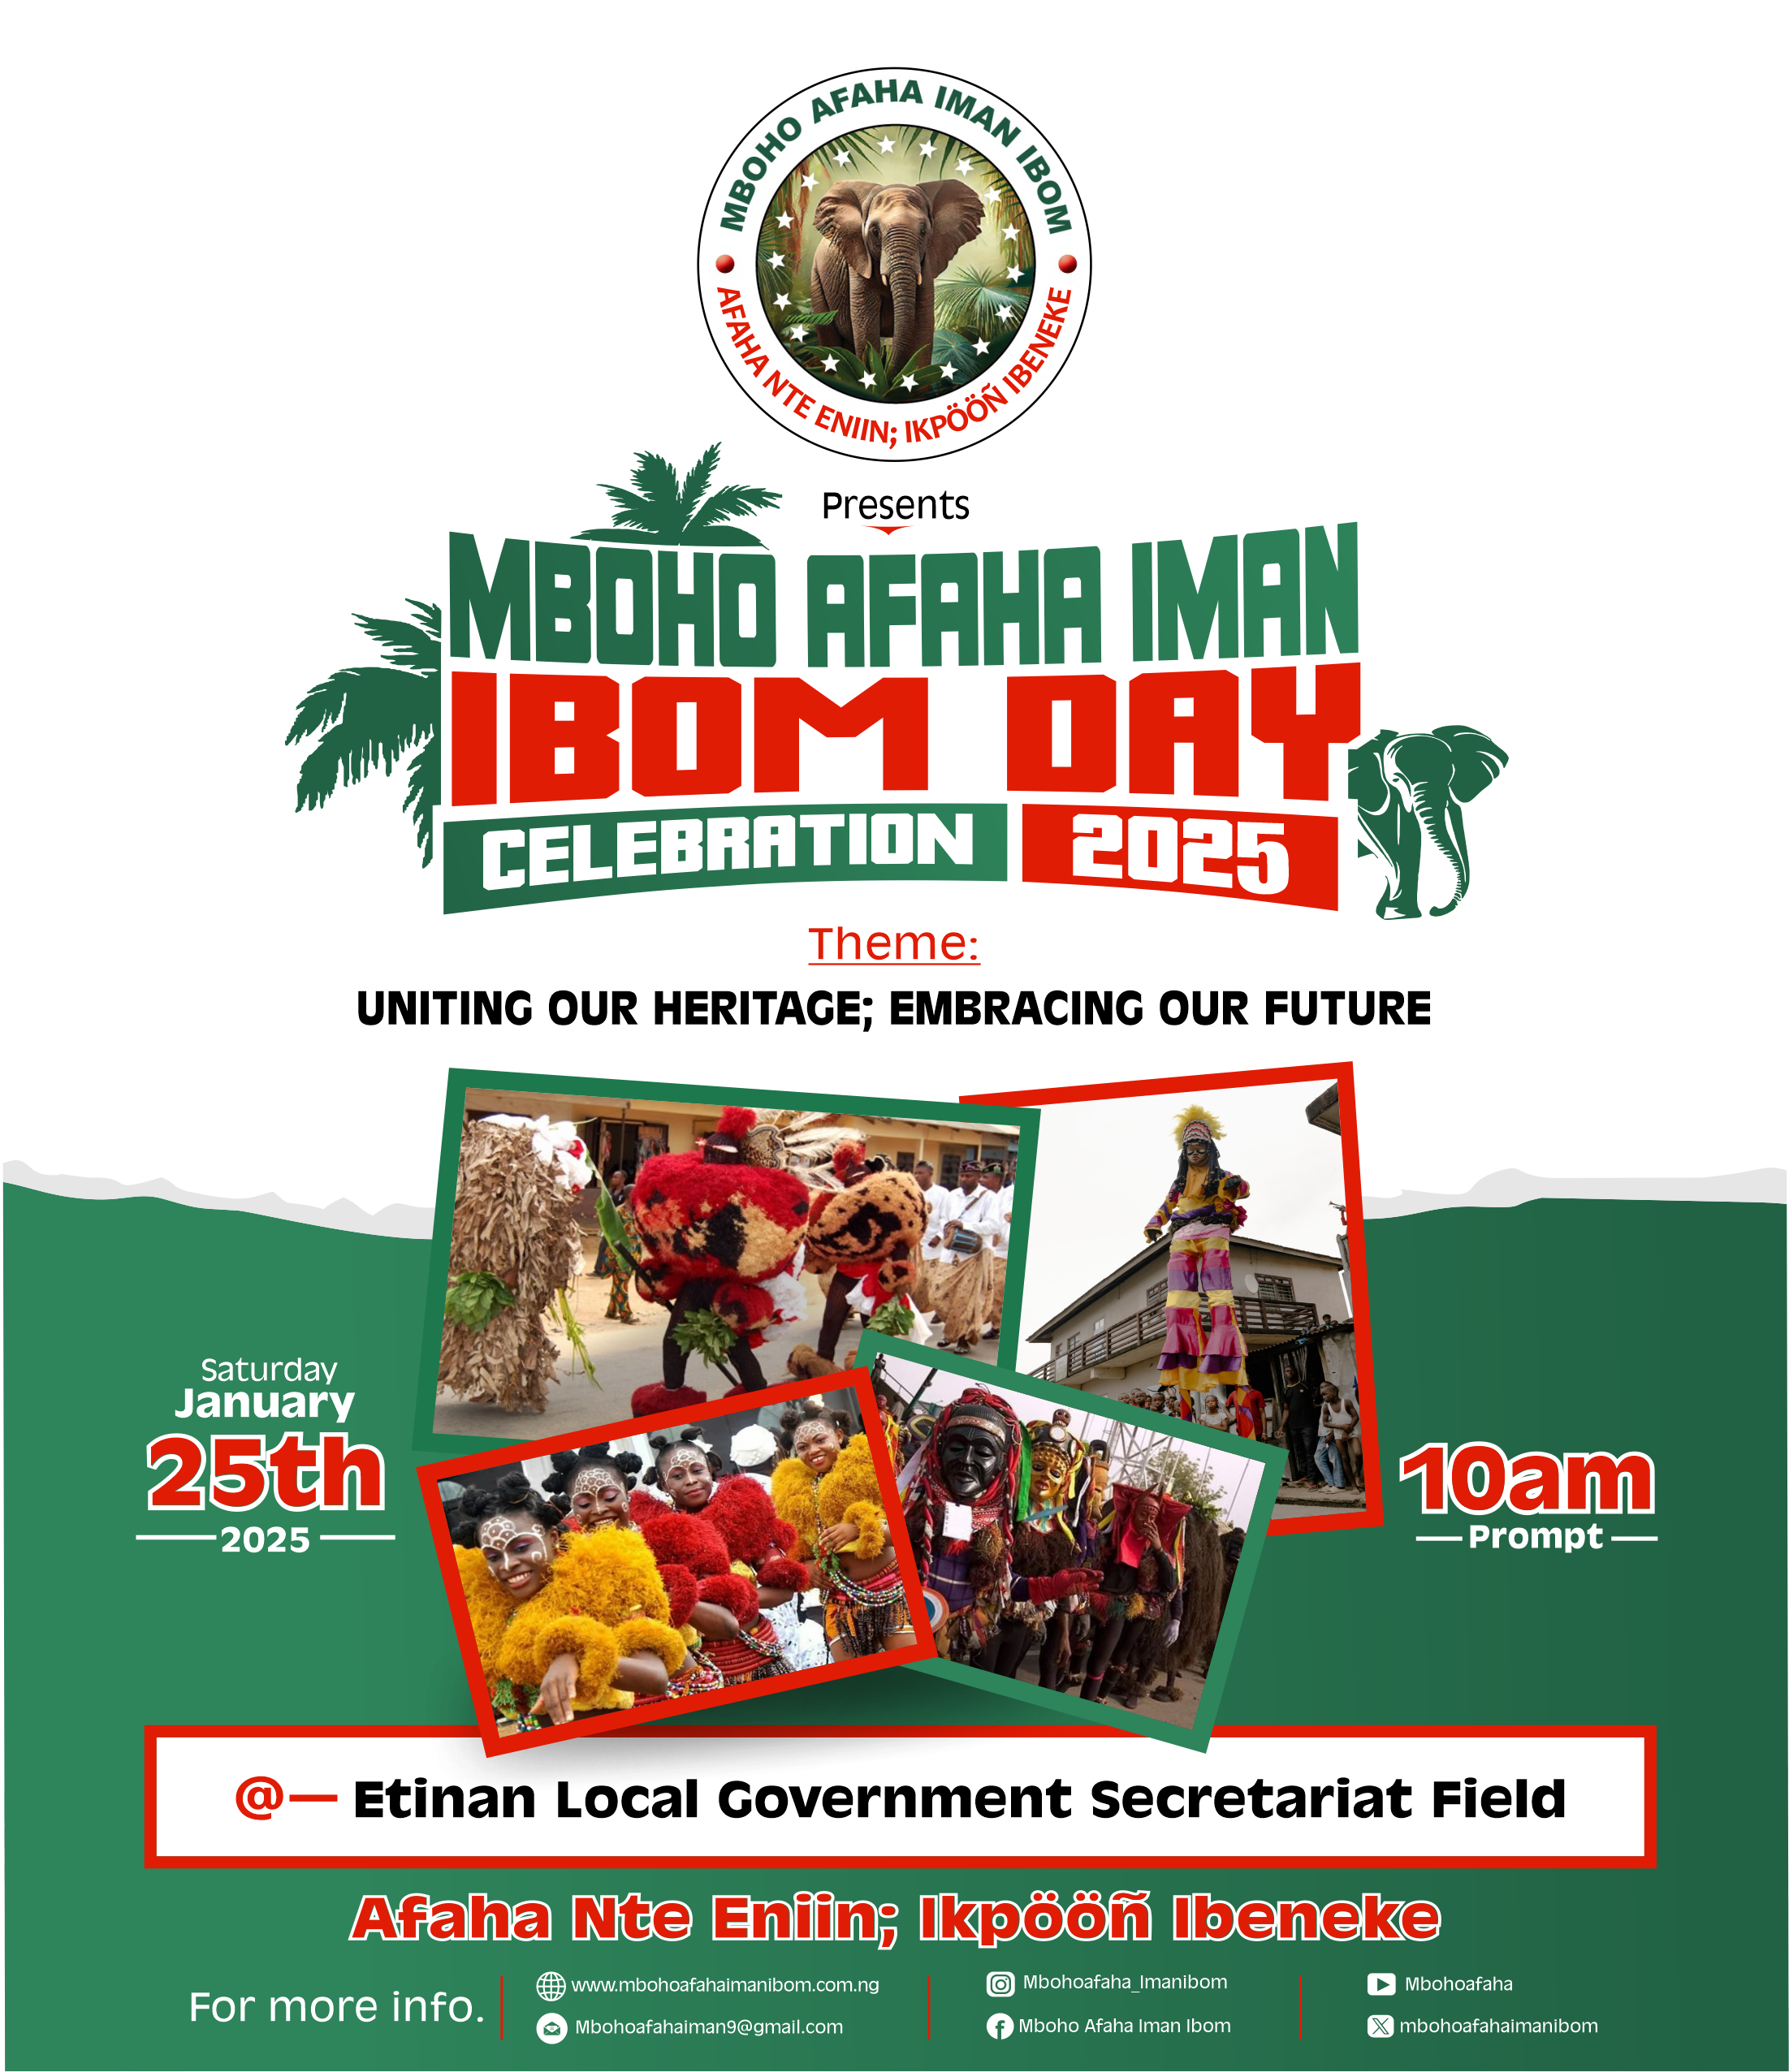 MBOHO AFAHA IMAN IBOM
AFAHA NTE ENIIN; IKPÖÖÑ IBENEKE
Presents
MBOHO AFAHA IMAN
IBOM DAY
CELEBRATION 2025
Theme:
UNITING OUR HERITAGE; EMBRACING OUR FUTURE
Saturday
January
25th
2025
10am
Prompt
@— Etinan Local Government Secretariat Field
Afaha Nte Eniin; Ikpööñ Ibeneke
For more info.
www.mbohoafahaimanibom.com.ng
Mbohoafahaiman9@gmail.com
Mbohoafaha_Imanibom
Mboho Afaha Iman Ibom
Mbohoafaha
mbohoafahaimanibom